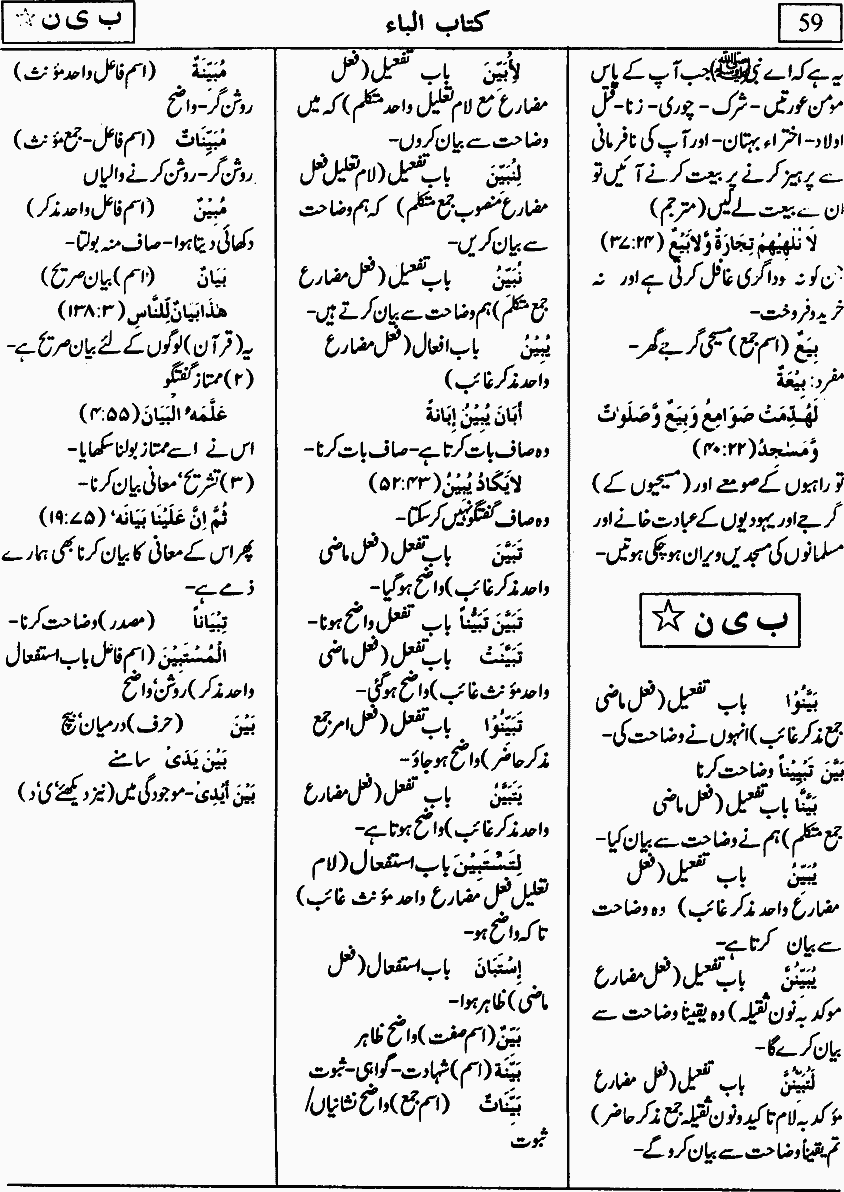 59
کتاب الباء
ب ی ن ☆
یہ ہے کہ اے نبی (ﷺ) جب آپ کے پاس
مومن عورتیں - شرک - چوری - زنا - قتل
اولاد - افتراء بہتان - اور آپ کی نافرمانی
سے پرہیز کرنے پر بیعت کرنے آئیں تو
ان سے بیعت لے لیں (مترجم)
لَا تُلْهِيْهِمْ تِجَارَةٌ وَّلَا بَيْعٌ (۳۷:۲۴)
کو نہ سوداگری غافل کرتی ہے اور نہ
خرید و فروخت-
بِيَعٌ (اسم جمع) مسیحی گرجے گھر-
مفرد: بِيْعَةٌ
لَهُدِّمَتْ صَوَامِعُ وَبِيَعٌ وَّصَلَوٰتٌ
وَّمَسٰجِدُ (۴۰:۲۲)
تو راہبوں کے صومعے اور (مسیحیوں کے)
گرجے اور یہودیوں کے عبادت خانے اور
مسلمانوں کی مسجدیں ویران ہو چکی ہوتیں-
ب ی ن ☆
بَيَّنُوْا باب تفعیل (فعل ماضی
جمع مذکر غائب) انہوں نے وضاحت کی-
بَيَّنَ تَبْيِيْناً وضاحت کرنا
بَيَّنَّا باب تفعیل (فعل ماضی
جمع متکلم) ہم نے وضاحت سے بیان کیا-
يُبَيِّنُ باب تفعیل (فعل
مضارع واحد مذکر غائب) وہ وضاحت
سے بیان کرتا ہے-
يُبَيِّنَنَّ باب تفعیل (فعل مضارع
موکد بہ نون ثقیلہ) وہ یقیناً وضاحت سے
بیان کرے گا-
لَتُبَيِّنُنَّ باب تفعیل (فعل مضارع
مؤکد بہ لام تاکید و نون ثقیلہ جمع مذکر حاضر)
تم یقیناً وضاحت سے بیان کرو گے-
لِأُبَيِّنَ باب تفعیل (فعل
مضارع مع لام تعلیل واحد متکلم) کہ میں
وضاحت سے بیان کروں-
لِنُبَيِّنَ باب تفعیل (لام تعلیل فعل
مضارع منصوب جمع متکلم) کہ ہم وضاحت
سے بیان کریں-
نُبَيِّنُ باب تفعیل (فعل مضارع
جمع متکلم) ہم وضاحت سے بیان کرتے ہیں-
يُبِيْنُ باب افعال (فعل مضارع
واحد مذکر غائب)
أَبَانَ يُبِيْنُ إِبَانَةً
وہ صاف بات کرتا ہے - صاف بات کرنا-
لَا يَكَادُ يُبِيْنُ (۵۲:۴۳)
وہ صاف گفتگو نہیں کر سکتا-
تَبَيَّنَ باب تفعل (فعل ماضی
واحد مذکر غائب) واضح ہو گیا-
تَبَيَّنَ تَبَيُّناً باب تفعل واضح ہونا-
تَبَيَّنَتْ باب تفعل (فعل ماضی
واحد مؤنث غائب) واضح ہو گئی-
تَبَيَّنُوْا باب تفعل (فعل امر جمع
مذکر حاضر) واضح ہو جاؤ-
يَتَبَيَّنُ باب تفعل (فعل مضارع
واحد مذکر غائب) واضح ہوتا ہے-
لِتَسْتَبِيْنَ باب استفعال (لام
تعلیل فعل مضارع واحد مؤنث غائب)
تا کہ واضح ہو-
إِسْتَبَانَ باب استفعال (فعل
ماضی) ظاہر ہوا-
بَيِّنٌ (اسم صفت) واضح ظاہر
بَيِّنَة (اسم) شہادت - گواہی - ثبوت
بَيِّنَاتٌ (اسم جمع) واضح نشانیاں/
ثبوت
مُبَيِّنَةٌ (اسم فاعل واحد مؤنث)
روشن گر - واضح
مُبَيِّنَاتٌ (اسم فاعل - جمع مؤنث)
روشن گر - روشن کرنے والیاں
مُبِيْنٌ (اسم فاعل واحد مذکر)
دکھائی دیتا ہوا - صاف منہ بولتا-
بَيَانٌ (اسم) بیان صریح)
هٰذَا بَيَانٌ لِّلنَّاسِ (۱۳۸:۳)
یہ (قرآن) لوگوں کے لئے بیان صریح ہے-
(۲) ممتاز گفتگو
عَلَّمَهُ الْبَيَانَ (۴:۵۵)
اس نے اسے ممتاز بولنا سکھایا-
(۳) تشریح، معانی بیان کرنا-
ثُمَّ إِنَّ عَلَيْنَا بَيَانَهٗ (۱۹:۷۵)
پھر اس کے معانی کا بیان کرنا بھی ہمارے
ذمے ہے-
تِبْيَاناً (مصدر) وضاحت کرنا-
الْمُسْتَبِيْنَ (اسم فاعل باب استفعال
واحد مذکر) روشن، واضح
بَيْنَ (حرف) درمیان، بیچ
بَيْنَ يَدَىْ سامنے
بَيْنَ أَيْدِىْ - موجودگی میں (نیز دیکھئے ی د)